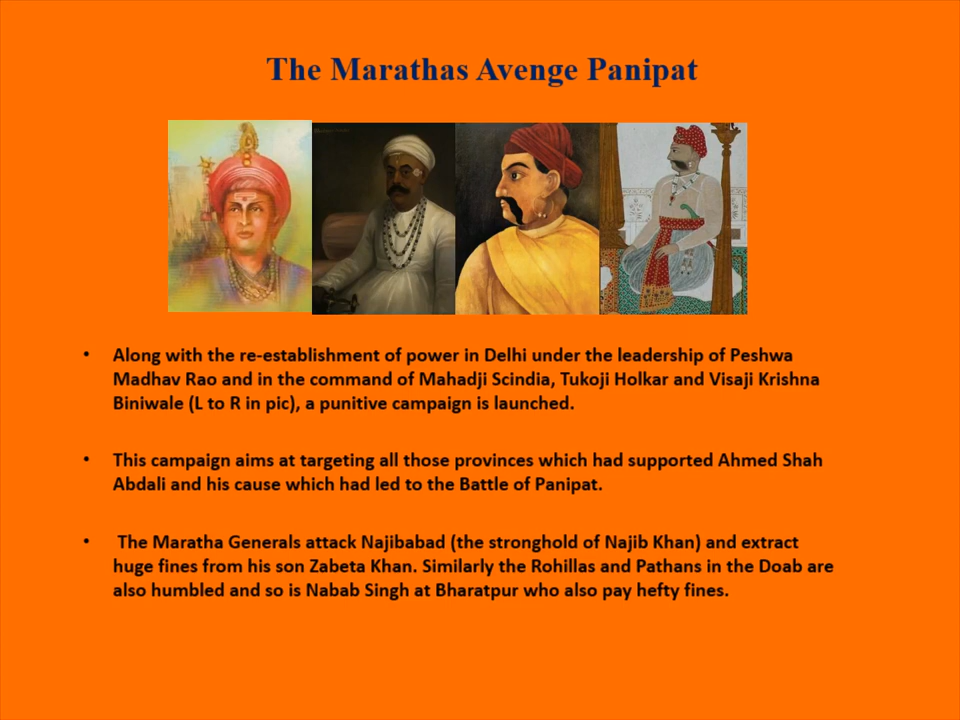 The Marathas Avenge Panipat
• Along with the re-establishment of power in Delhi under the leadership of Peshwa
Madhav Rao and in the command of Mahadji Scindia, Tukoji Holkar and Visaji Krishna
Biniwale (L to R in pic), a punitive campaign is launched.
• This campaign aims at targeting all those provinces which had supported Ahmed Shah
Abdali and his cause which had led to the Battle of Panipat.
• The Maratha Generals attack Najibabad (the stronghold of Najib Khan) and extract
huge fines from his son Zabeta Khan. Similarly the Rohillas and Pathans in the Doab are
also humbled and so is Nabab Singh at Bharatpur who also pay hefty fines.